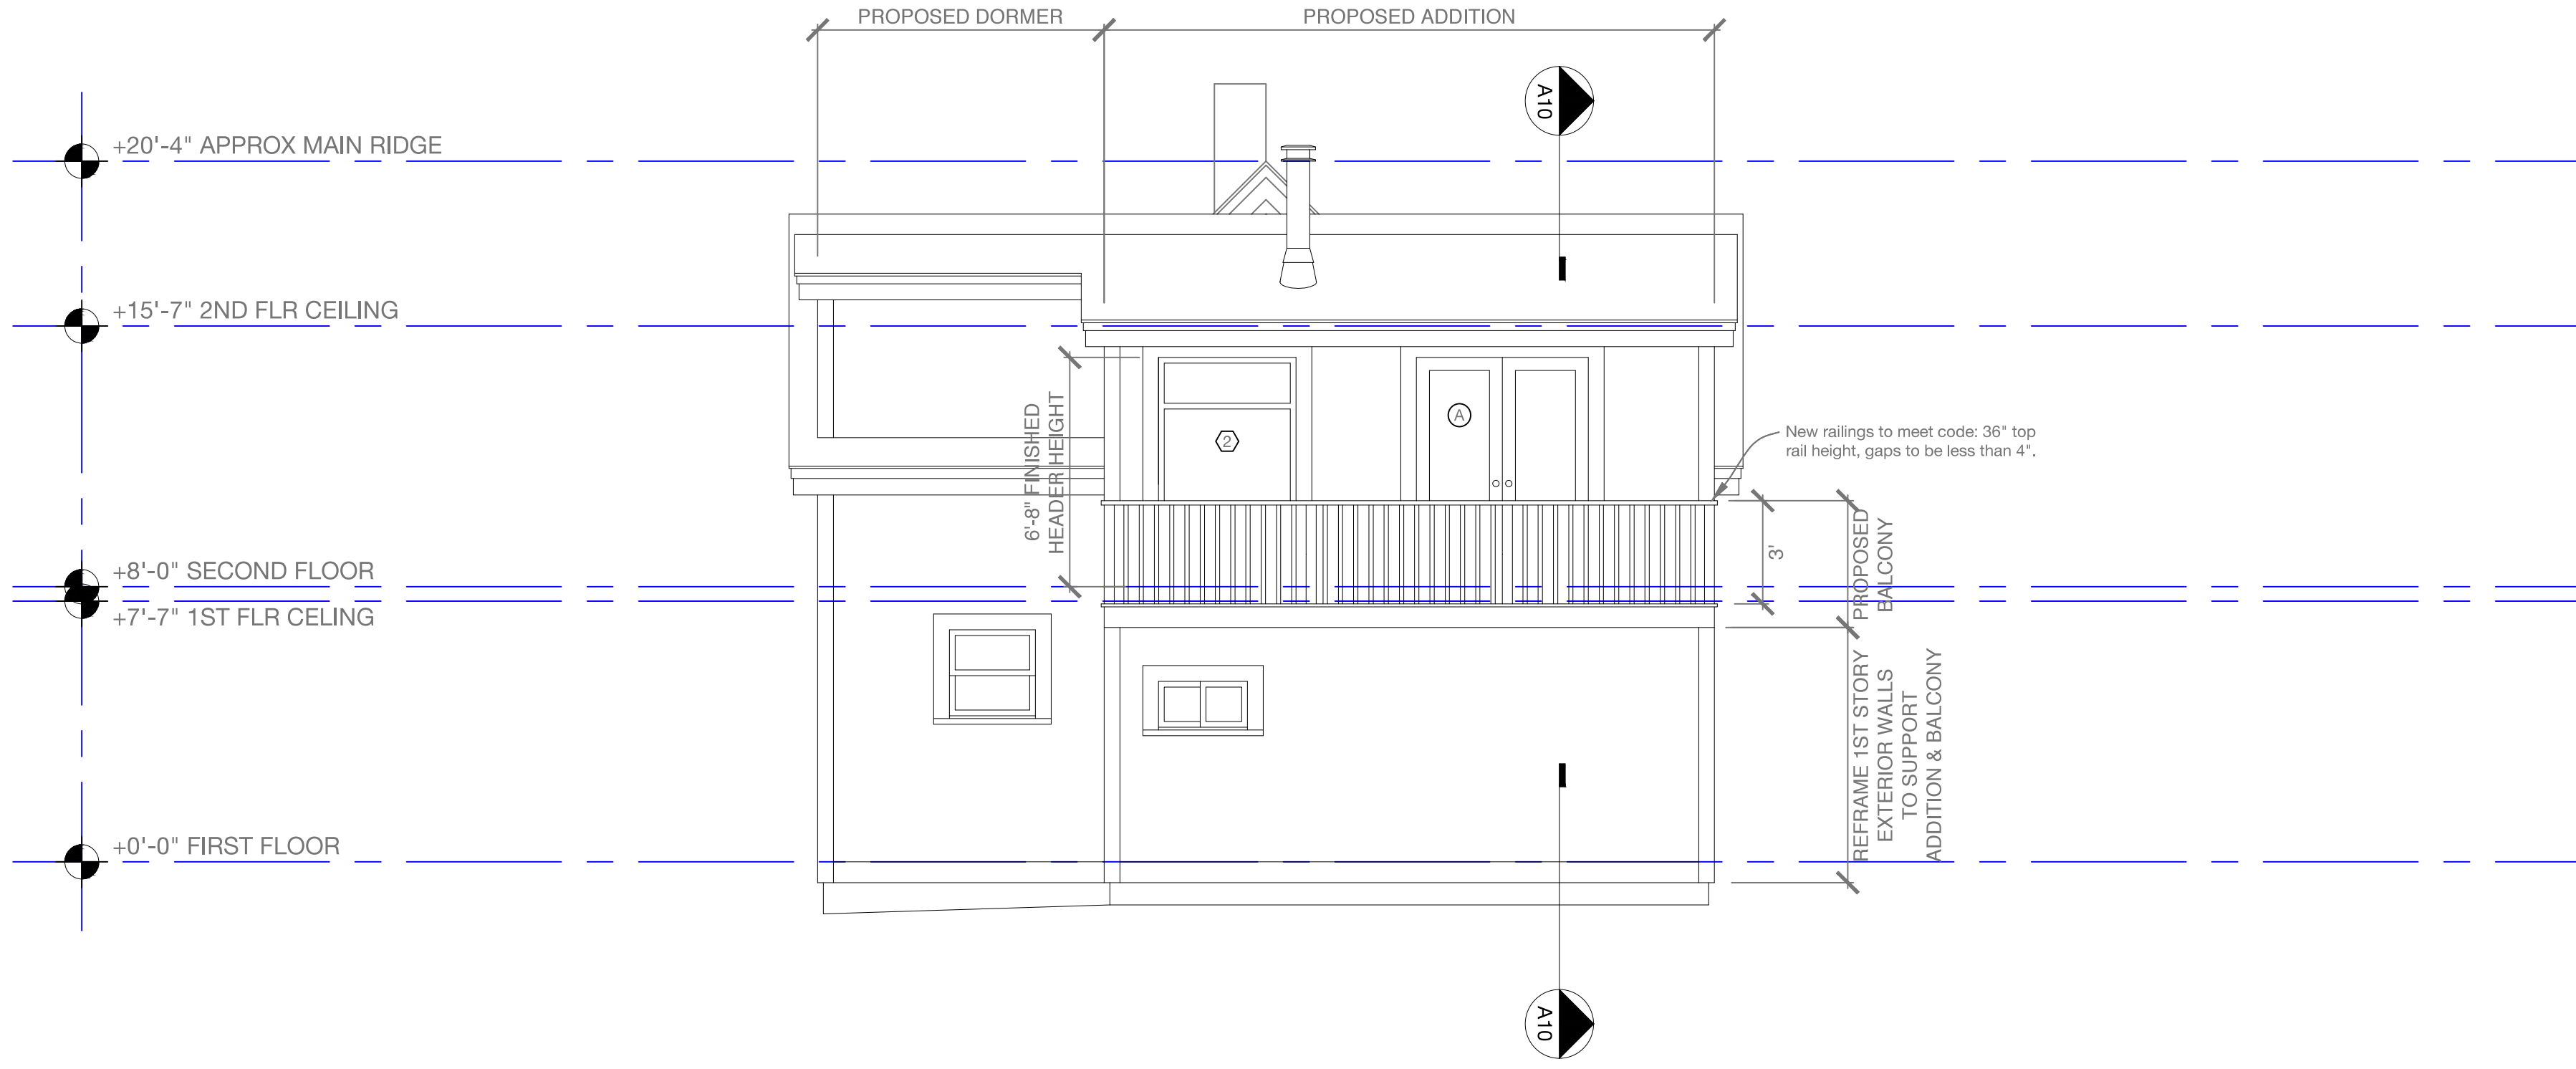 PROPOSED DORMER
PROPOSED ADDITION
A10
+20'-4" APPROX MAIN RIDGE
+15'-7" 2ND FLR CEILING
6'-8" FINISHED
HEADER HEIGHT
2
A
New railings to meet code: 36" top
rail height, gaps to be less than 4".
3'
PROPOSED
BALCONY
+8'-0" SECOND FLOOR
+7'-7" 1ST FLR CELING
REFRAME 1ST STORY
EXTERIOR WALLS
TO SUPPORT
ADDITION & BALCONY
+0'-0" FIRST FLOOR
A10